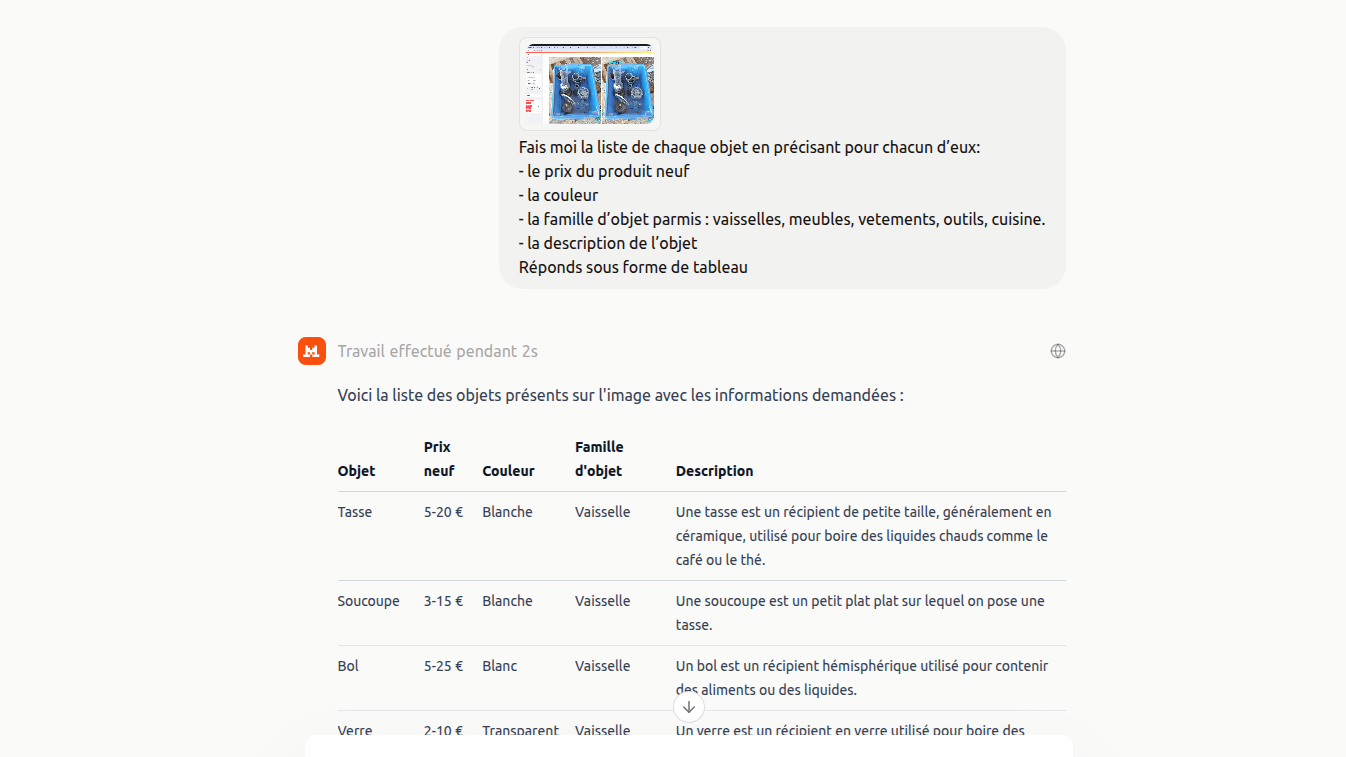 Fais moi la liste de chaque objet en précisant pour chacun d’eux:
- le prix du produit neuf
- la couleur
- la famille d’objet parmis : vaisselles, meubles, vetements, outils, cuisine.
- la description de l’objet
Réponds sous forme de tableau
Travail effectué pendant 2s
Voici la liste des objets présents sur l'image avec les informations demandées :
Objet Prix neuf Couleur Famille d'objet Description
Tasse 5-20 € Blanche Vaisselle Une tasse est un récipient de petite taille, généralement en
céramique, utilisé pour boire des liquides chauds comme le
café ou le thé.
Soucoupe 3-15 € Blanche Vaisselle Une soucoupe est un petit plat plat sur lequel on pose une
tasse.
Bol 5-25 € Blanc Vaisselle Un bol est un récipient hémisphérique utilisé pour contenir
des aliments ou des liquides.
Verre 2-10 € Transparent Vaisselle Un verre est un récipient en verre utilisé pour boire des